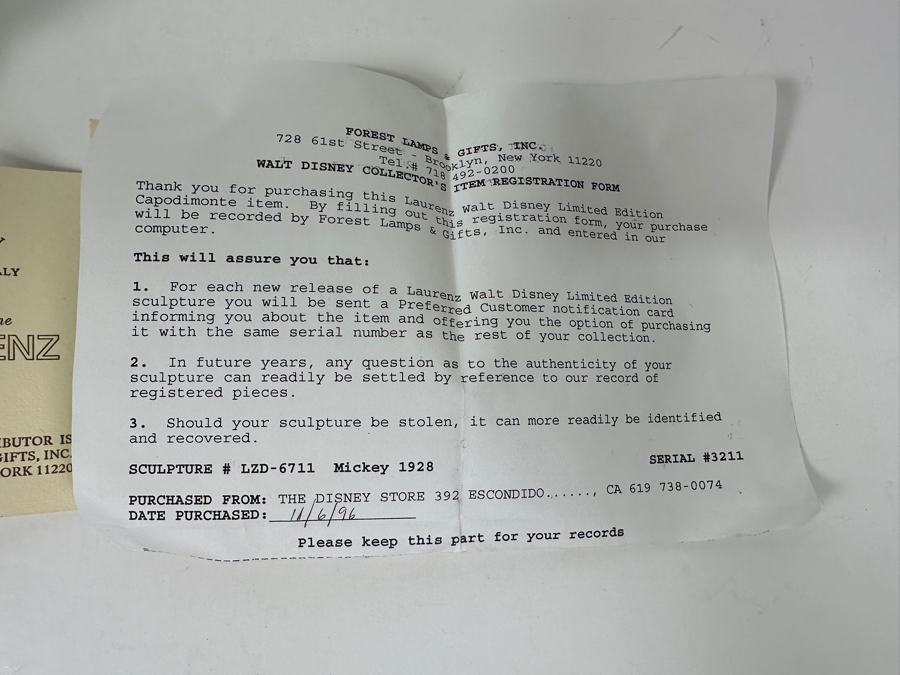 FOREST LAMPS & GIFTS, INC.
728 61st Street - Brooklyn, New York 11220
Tel.# 718 492-0200
WALT DISNEY COLLECTOR'S ITEM REGISTRATION FORM
Thank you for purchasing this Laurenz Walt Disney Limited Edition
Capodimonte item. By filling out this registration form, your purchase
will be recorded by Forest Lamps & Gifts, Inc. and entered in our
computer.
This will assure you that:
1. For each new release of a Laurenz Walt Disney Limited Edition
sculpture you will be sent a Preferred Customer notification card
informing you about the item and offering you the option of purchasing
it with the same serial number as the rest of your collection.
2. In future years, any question as to the authenticity of your
sculpture can readily be settled by reference to our record of
registered pieces.
3. Should your sculpture be stolen, it can more readily be identified
and recovered.
SCULPTURE # LZD-6711 Mickey 1928 SERIAL #3211
PURCHASED FROM: THE DISNEY STORE 392 ESCONDIDO......, CA 619 738-0074
DATE PURCHASED: 11/6/96
Please keep this part for your records
ALY
ENZ
IBUTOR IS
GIFTS, INC.
ORK 11220